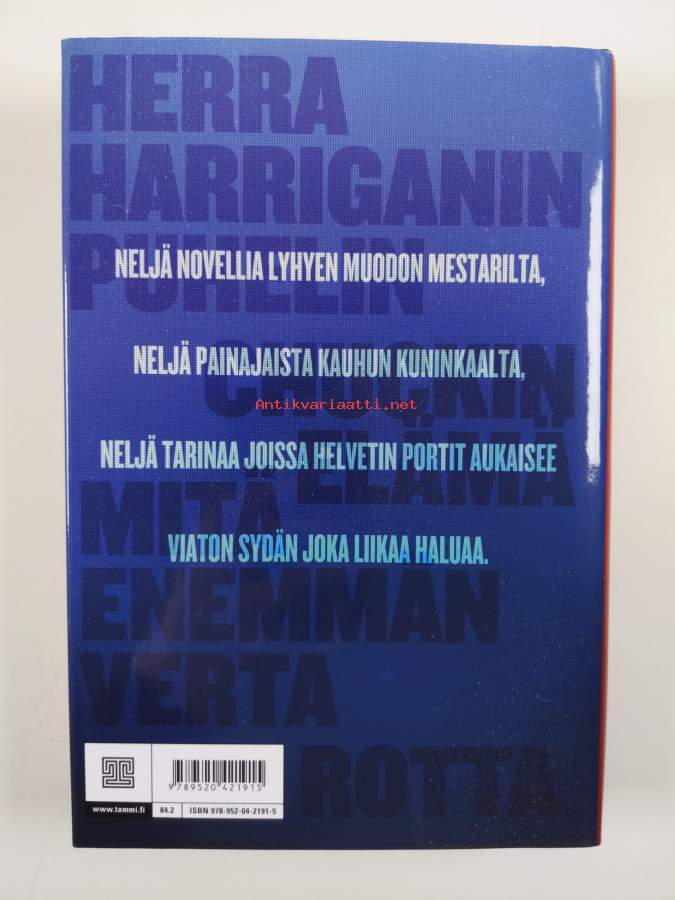 HERRA
HARRIGANIN
PUHELIN
NELJÄ NOVELLIA LYHYEN MUODON MESTARILTA,
CHUCKIN
NELJÄ PAINAJAISTA KAUHUN KUNINKAALTA,
Antikvariaatti.net
ELÄMÄ
NELJÄ TARINAA JOISSA HELVETIN PORTIT AUKAISEE
MITÄ
VIATON SYDÄN JOKA LIIKAA HALUAA.
ENEMMÄN
VERTA
ROTTA
9789520421915
www.tammi.fi
84.2
ISBN 978-952-04-2191-5